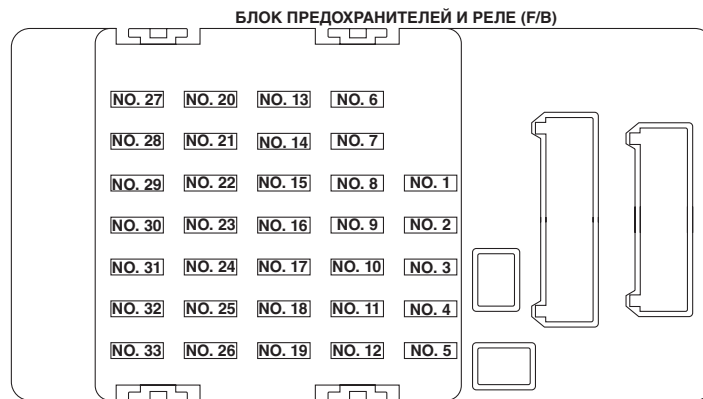 БЛОК ПРЕДОХРАНИТЕЛЕЙ И РЕЛЕ (F/B)
NO. 27 NO. 20 NO. 13 NO. 6
NO. 28 NO. 21 NO. 14 NO. 7
NO. 29 NO. 22 NO. 15 NO. 8 NO. 1
NO. 30 NO. 23 NO. 16 NO. 9 NO. 2
NO. 31 NO. 24 NO. 17 NO. 10 NO. 3
NO. 32 NO. 25 NO. 18 NO. 11 NO. 4
NO. 33 NO. 26 NO. 19 NO. 12 NO. 5